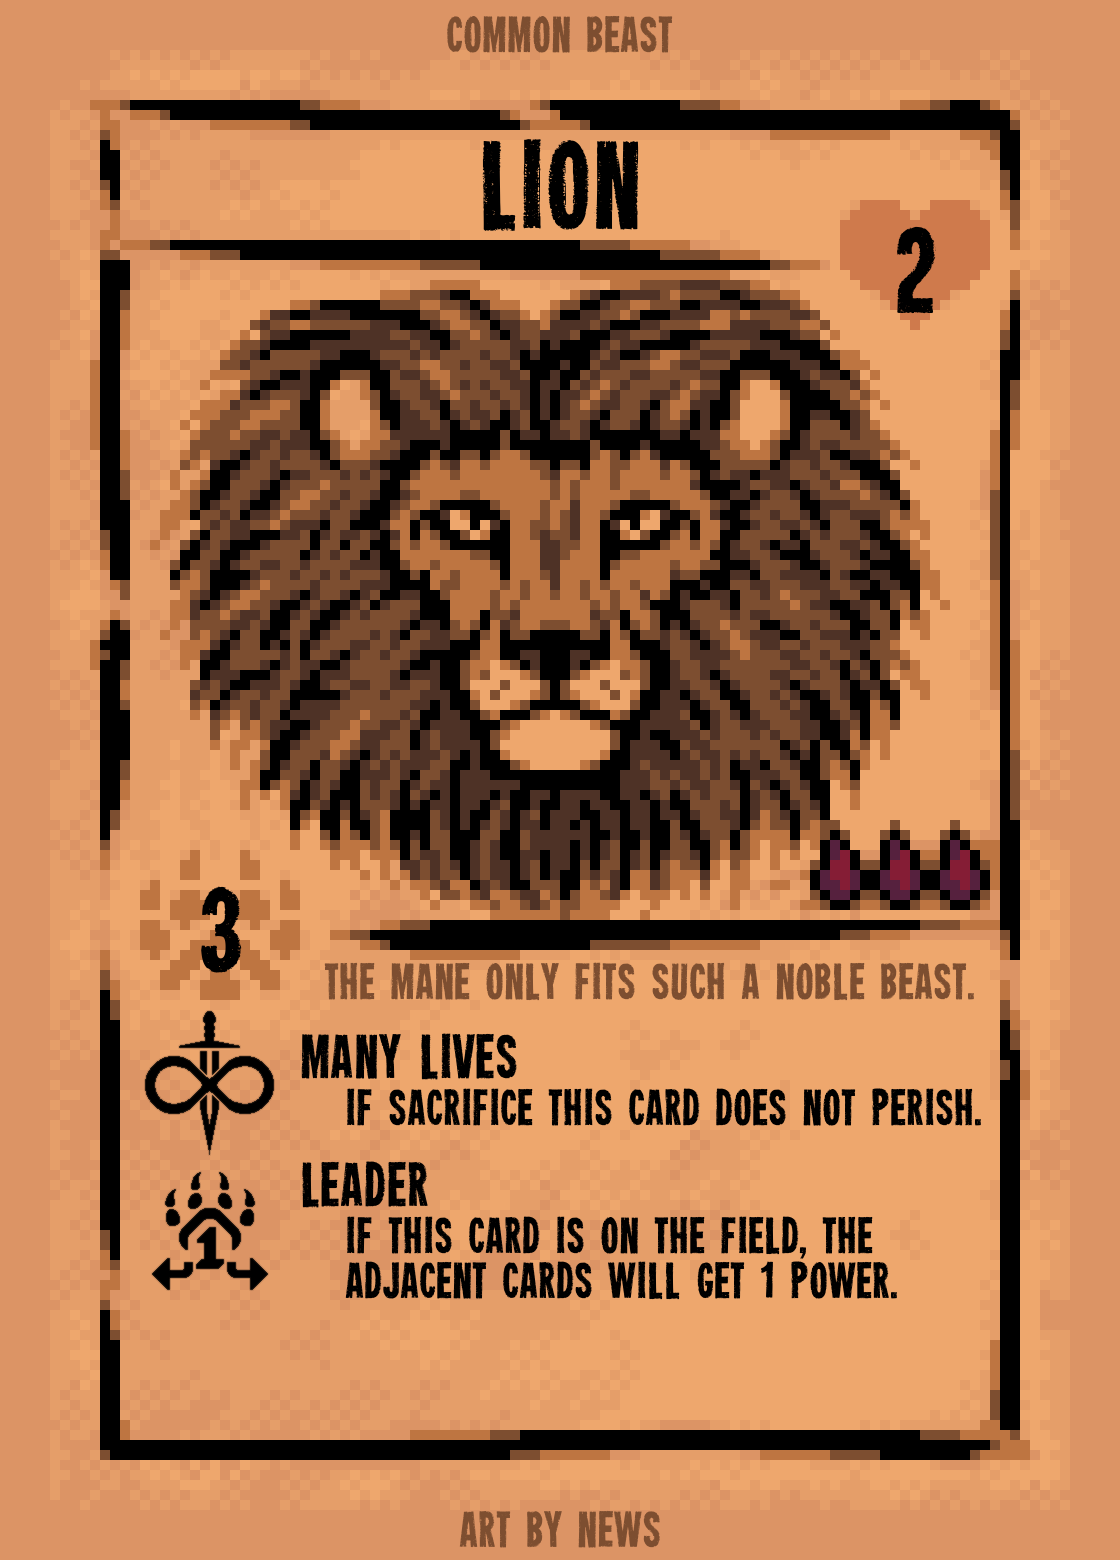 COMMON BEAST
LION
2
3
THE MANE ONLY FITS SUCH A NOBLE BEAST.
MANY LIVES
IF SACRIFICE THIS CARD DOES NOT PERISH.
LEADER
1
IF THIS CARD IS ON THE FIELD, THE
ADJACENT CARDS WILL GET 1 POWER.
ART BY NEWS